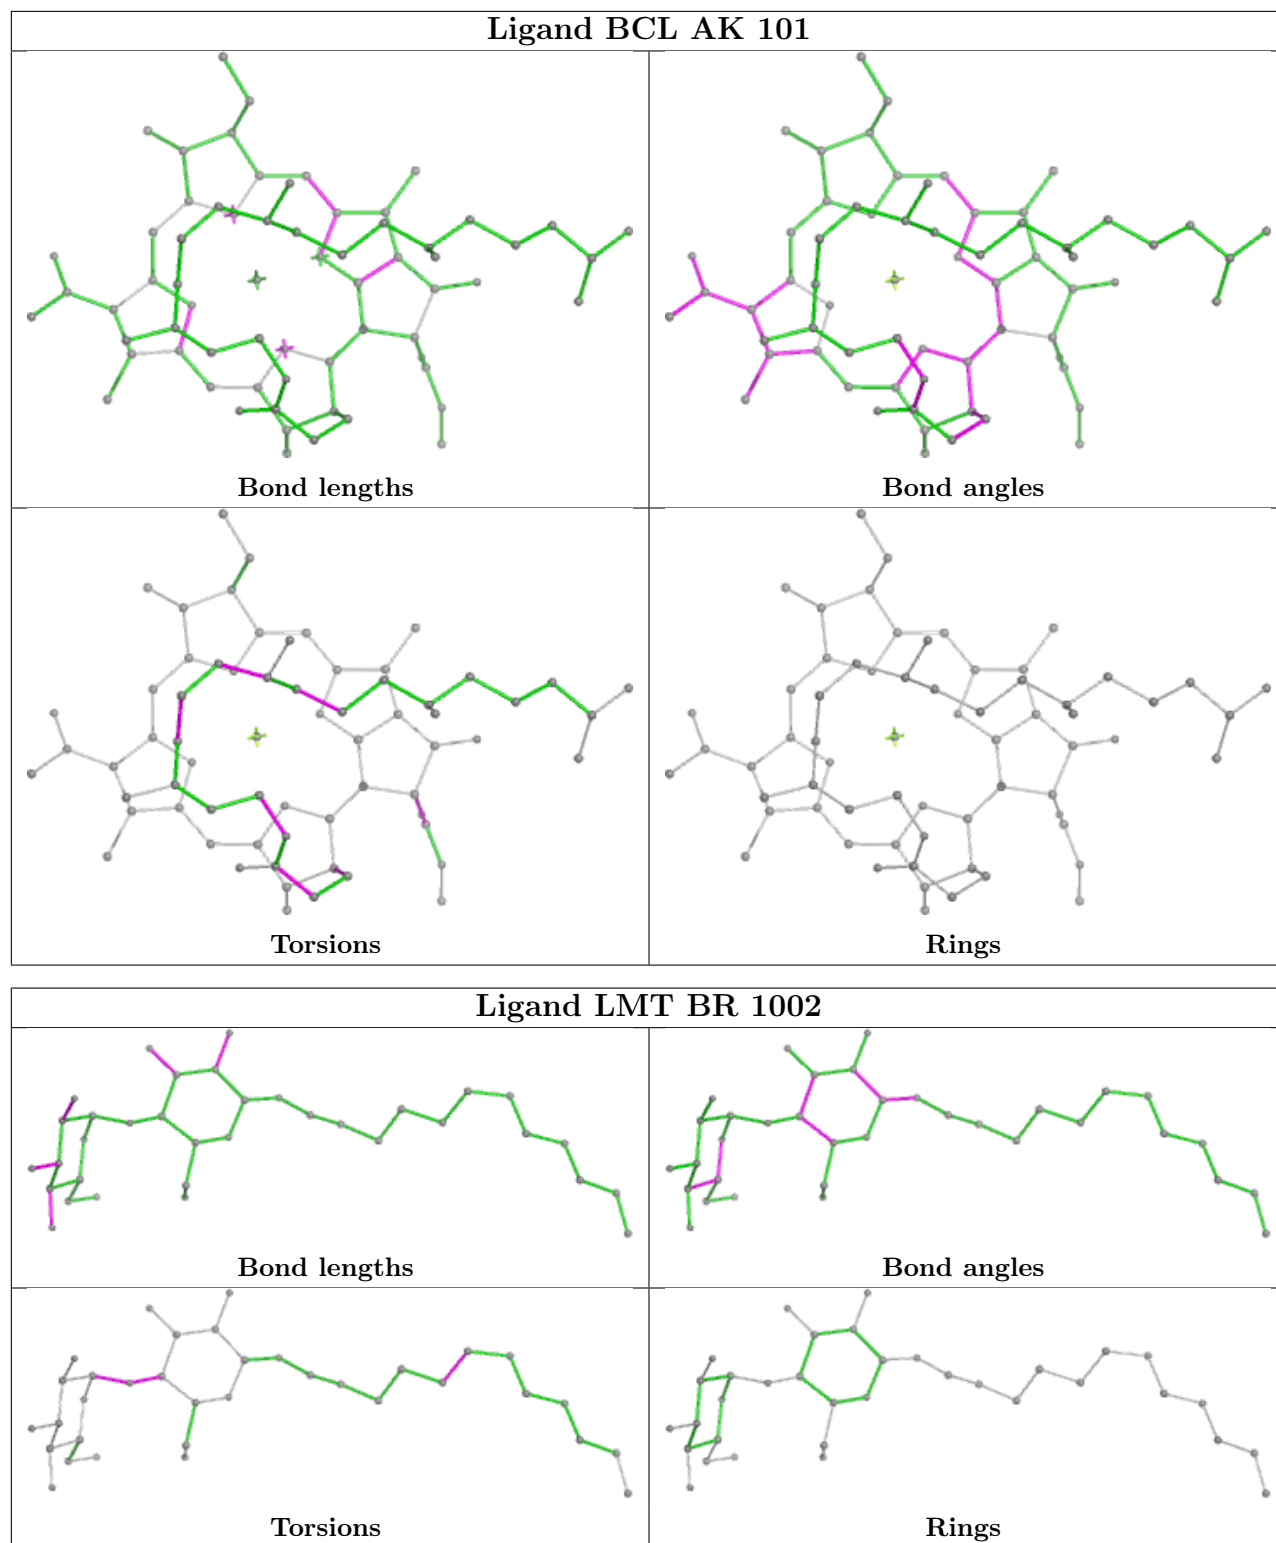 Ligand BCL AK 101
Bond lengths
Bond angles
Torsions
Rings
Ligand LMT BR 1002
Bond lengths
Bond angles
Torsions
Rings